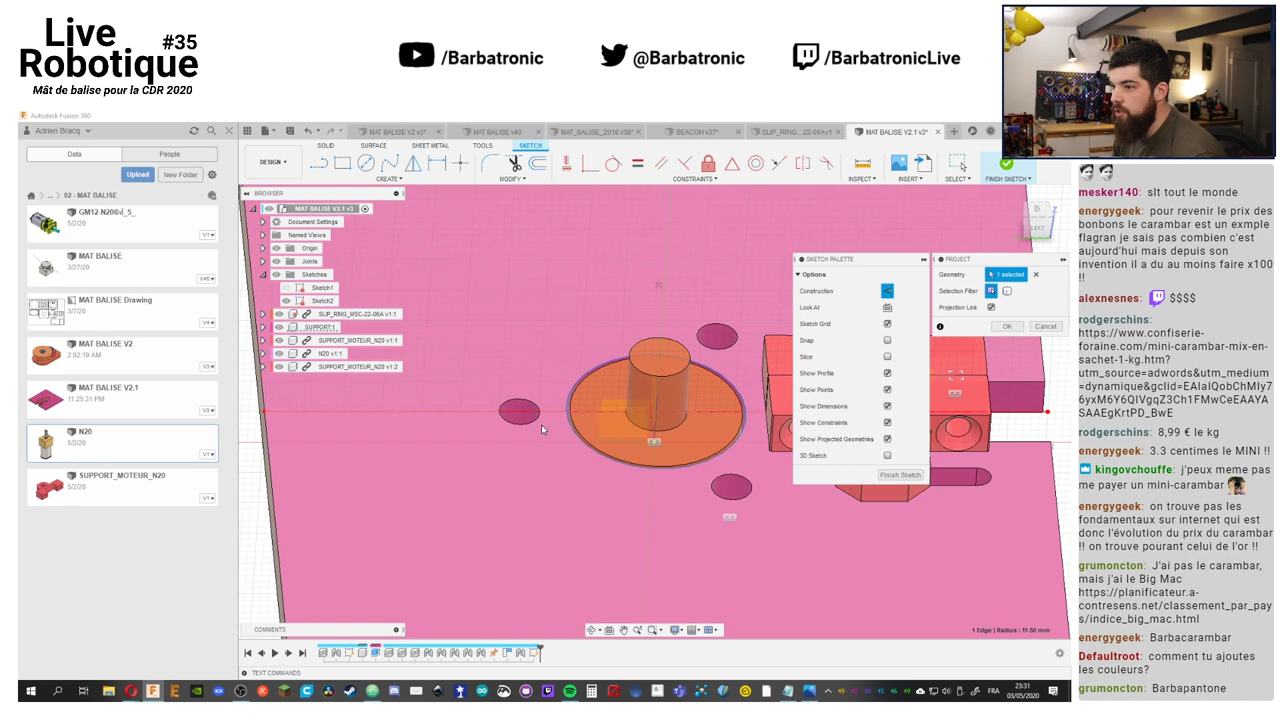 Live
Robotique #35
Mât de balise pour la CDR 2020
/Barbatronic
@Barbatronic
/BarbatronicLive
Autodesk Fusion 360
Adrien Bracq
Data
People
Upload
New Folder
02 - MAT BALISE
5/2/20
V1
MAT BALISE
3/27/20
MAT BALISE Drawing
3/7/20
MAT BALISE V2
2:02:19 AM
MAT BALISE V2.1
11:25:31 PM
N20
5/2/20
V1
SUPPORT_MOTEUR_N20
5/2/20
V1
MAT BALISE V2 v3*
MAT BALISE v40
MAT_BALISE_2018 v38*
BEACON v37*
SLIP_RING_...22-06A v1
MAT BALISE V2.1 v3*
SOLID
SURFACE
SHEET METAL
TOOLS
SKETCH
DESIGN
CREATE
MODIFY
CONSTRAINTS
INSPECT
INSERT
SELECT
FINISH SKETCH
BROWSER
MAT BALISE V2.1 v3
Document Settings
Named Views
Origin
Joints
Sketches
Sketch1
Sketch2
SLIP_RING_MSC-22-06A v1:1
SUPPORT:1
SUPPORT_MOTEUR_N20 v1:1
N20 v1:1
SUPPORT_MOTEUR_N20 v1:2
LEFT
SKETCH PALETTE
Options
Construction
Look At
Sketch Grid
Snap
Slice
Show Profile
Show Points
Show Dimensions
Show Constraints
Show Projected Geometries
3D Sketch
Finish Sketch
PROJECT
Geometry
1 selected
Selection Filter
Projection Link
OK
Cancel
COMMENTS
1 Edge | Radius : 11.50 mm
TEXT COMMANDS
FRA
23:31
03/05/2020
mesker140: slt tout le monde
energygeek: pour revenir le prix des
bonbons le carambar est un exmple
flagran je sais pas combien c'est
aujourd'hui mais depuis son
invention il a du au moins faire x100
!!
alexnesnes: $$$$
rodgerschins:
https://www.confiserie-
foraine.com/mini-carambar-mix-en-
sachet-1-kg.htm?
utm_source=adwords&utm_medium
=dynamique&gclid=EAIaIQobChMIy7
6yxM6Y6QIVgqZ3Ch1FMwCeEAAYA
SAAEgKrtPD_BwE
rodgerschins: 8,99 € le kg
energygeek: 3.3 centimes le MINI !!
kingovchouffe: j'peux meme pas
me payer un mini-carambar
energygeek: on trouve pas les
fondamentaux sur internet qui est
donc l'évolution du prix du carambar
!! on trouve pourant celui de l'or !!
grumoncton: J'ai pas le carambar,
mais j'ai le Big Mac
https://planificateur.a-
contresens.net/classement_par_pay
s/indice_big_mac.html
energygeek: Barbacarambar
Defaultroot: comment tu ajoutes
les couleurs?
grumoncton: Barbapantone